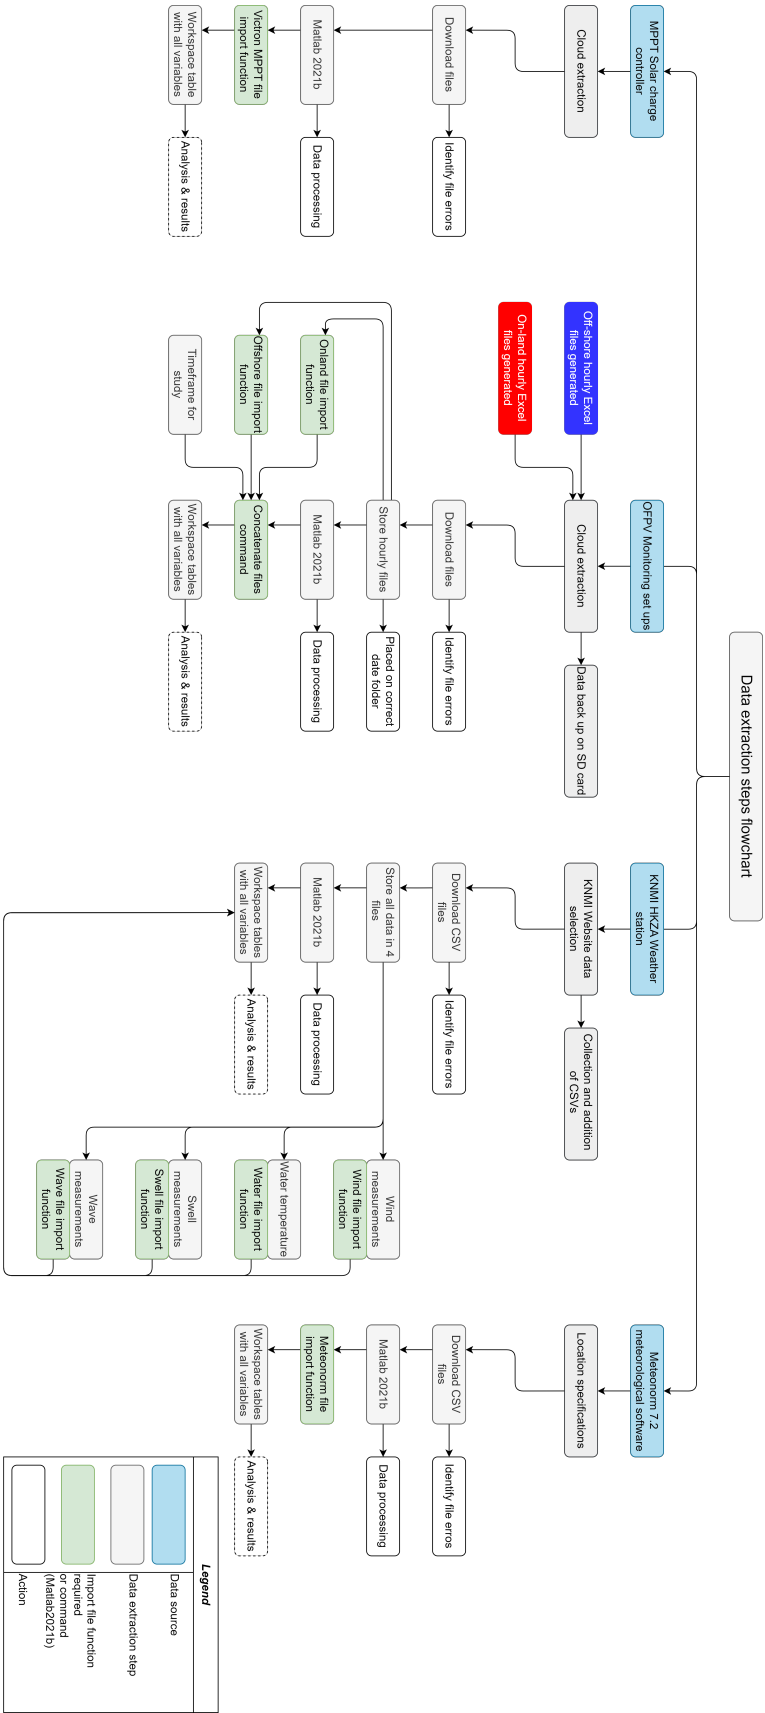 Data extraction steps flowchart
MPPT Solar charge
controller
Cloud extraction
Download files
Identify file errors
Matlab 2021b
Data processing
Victron MPPT file
import function
Workspace table
with all variables
Analysis & results
OFPV Monitoring set ups
Off-shore hourly Excel
files generated
On-land hourly Excel
files generated
Cloud extraction
Data back up on SD card
Download files
Identify file errors
Store hourly files
Placed on correct
date folder
Onland file import
function
Matlab 2021b
Data processing
Offshore file import
function
Concatenate files
command
Timeframe for
study
Workspace tables
with all variables
Analysis & results
KNMI HKZA Weather
station
KNMI Website data
selection
Collection and addition
of CSVs
Download CSV
files
Identify file errors
Store all data in 4
files
Matlab 2021b
Data processing
Workspace tables
with all variables
Analysis & results
Wind
measurements
Wind file import
function
Water temperature
Water file import
function
Swell
measurements
Swell file import
function
Wave
measurements
Wave file import
function
Meteonorm 7.2
meteorological software
Location specifications
Download CSV
files
Identify file erros
Matlab 2021b
Data processing
Meteonorm file
import function
Workspace tables
with all variables
Analysis & results
Legend
Data source
Data extraction step
Import file function
required
or command
(Matlab2021b)
Action